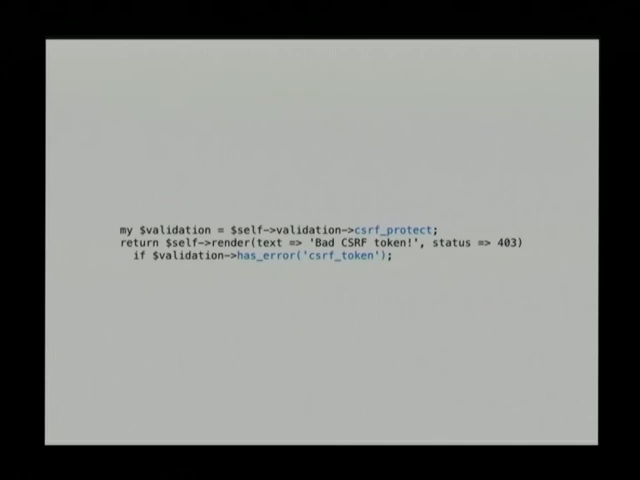 my $validation = $self->validation->csrf_protect;
return $self->render(text => 'Bad CSRF token!', status => 403)
  if $validation->has_error('csrf_token');